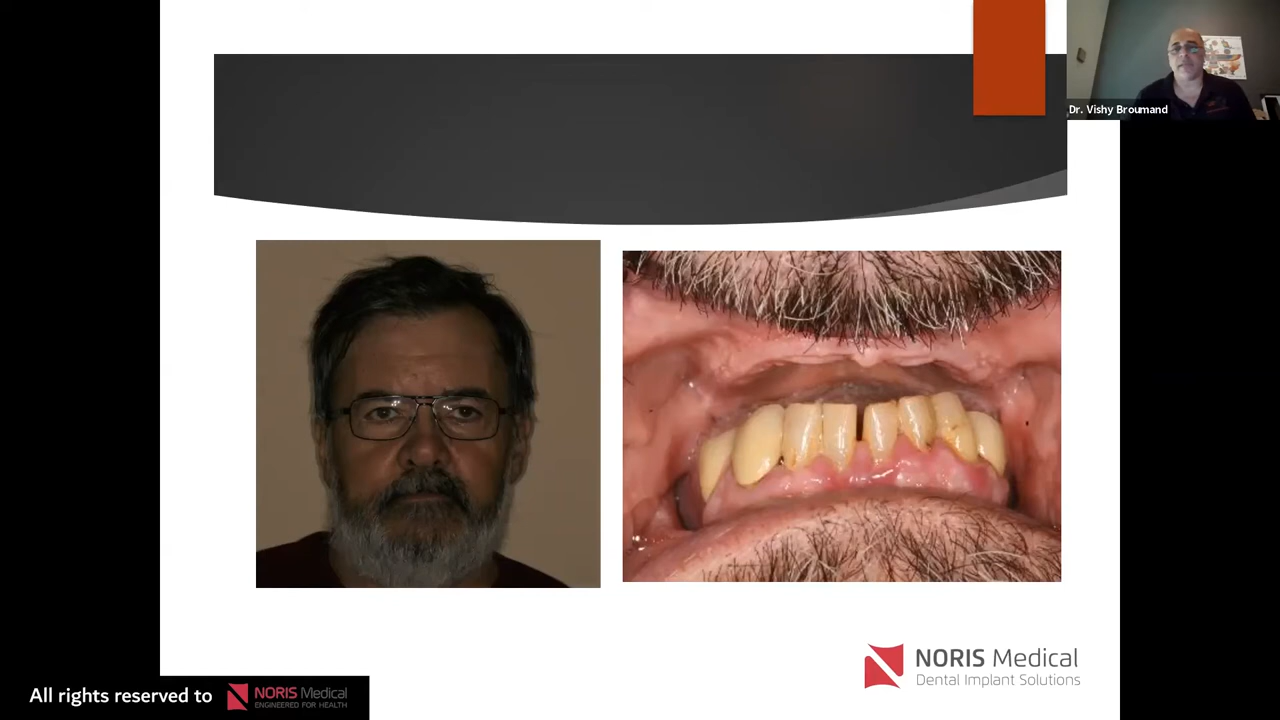 Dr. Vishy Broumand
NORIS Medical
Dental Implant Solutions
All rights reserved to
NORIS Medical
ENGINEERED FOR HEALTH